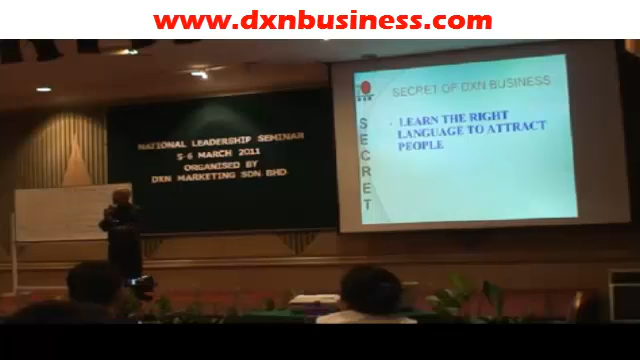 www.dxnbusiness.com
NATIONAL LEADERSHIP SEMINAR
5-6 MARCH 2011
ORGANISED BY
DXN MARKETING SDN BHD
DXN
SECRET OF DXN BUSINESS
SECRET
• LEARN THE RIGHT
LANGUAGE TO ATTRACT
PEOPLE